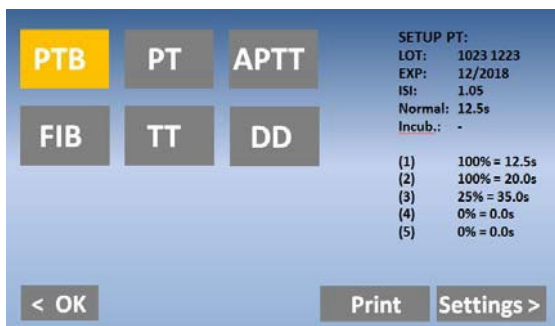 PTB PT APTT
FIB TT DD
SETUP PT:
LOT: 1023 1223
EXP: 12/2018
ISI: 1.05
Normal: 12.5s
Incub.: -
(1) 100% = 12.5s
(2) 100% = 20.0s
(3) 25% = 35.0s
(4) 0% = 0.0s
(5) 0% = 0.0s
< OK Print Settings >